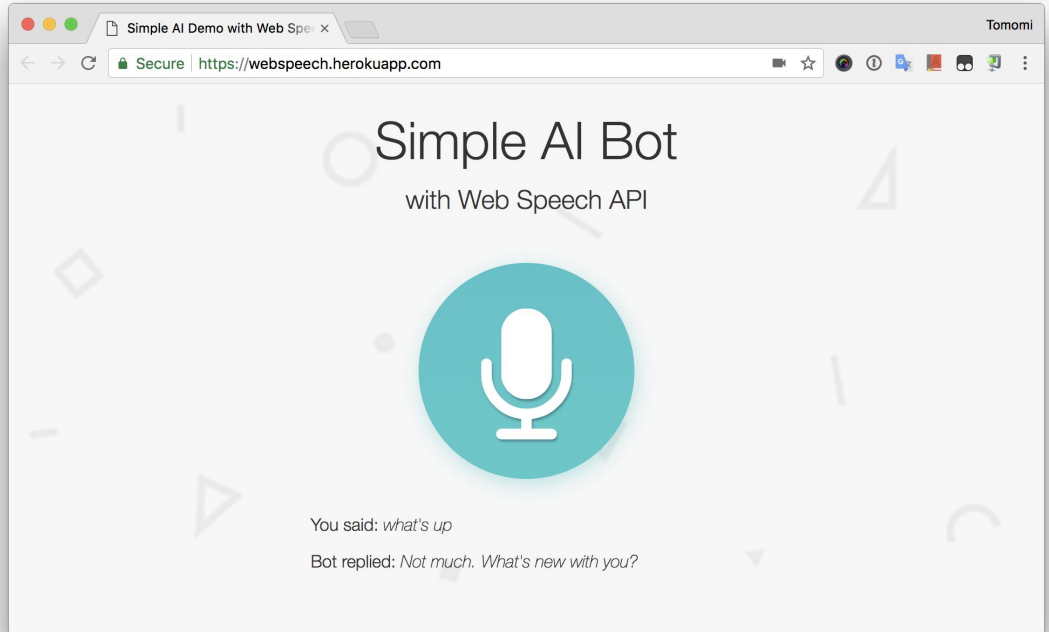 Simple AI Demo with Web Spee
Tomomi
Secure https://webspeech.herokuapp.com
Simple AI Bot
with Web Speech API
You said: what's up
Bot replied: Not much. What's new with you?